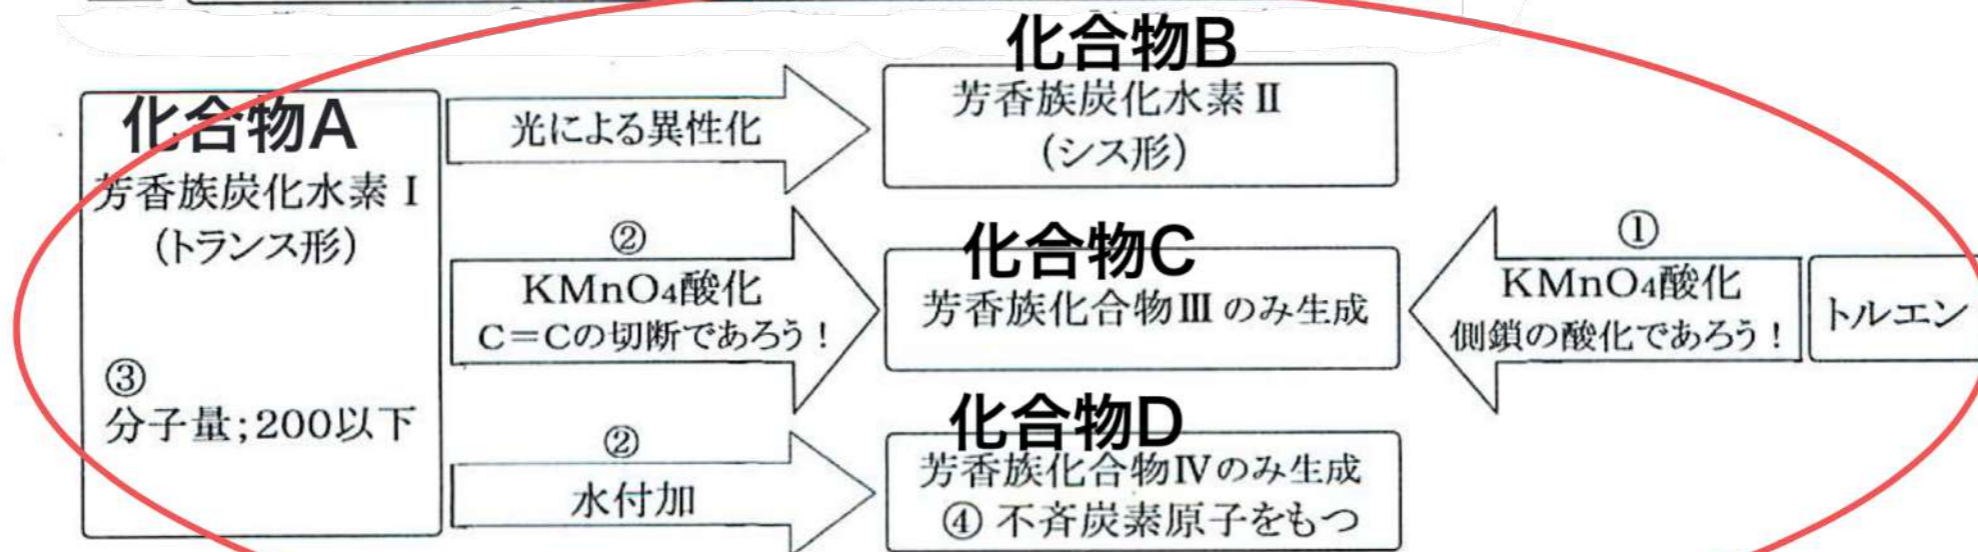 化合物A
芳香族炭化水素 I
(トランス形)
③
分子量;200以下
光による異性化
化合物B
芳香族炭化水素 II
(シス形)
②
KMnO₄酸化
C=Cの切断であろう!
化合物C
芳香族化合物III のみ生成
①
KMnO₄酸化
側鎖の酸化であろう!
トルエン
②
水付加
化合物D
芳香族化合物IVのみ生成
④ 不斉炭素原子をもつ